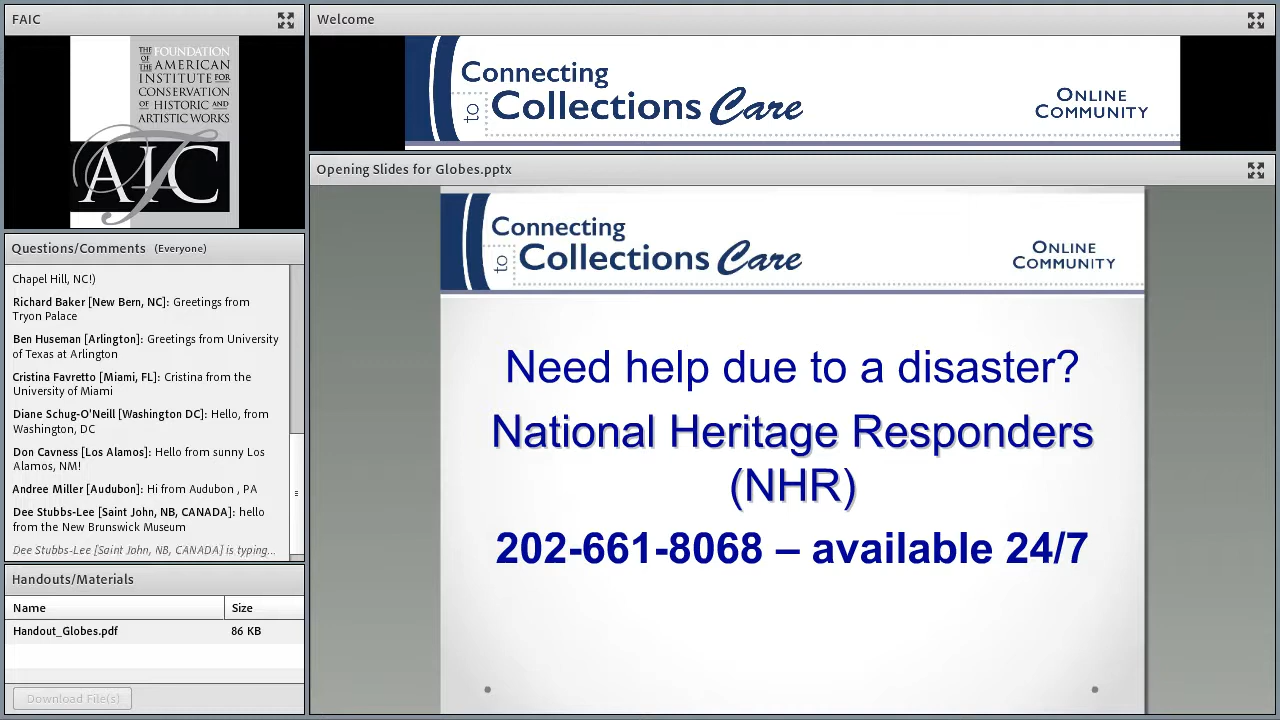 FAIC
THE FOUNDATION
OF THE AMERICAN
INSTITUTE FOR
CONSERVATION
OF HISTORIC AND
ARTISTIC WORKS
AIC
Welcome
Connecting
to Collections Care
ONLINE
COMMUNITY
Questions/Comments (Everyone)
Chapel Hill, NC!)
Richard Baker [New Bern, NC]: Greetings from
Tryon Palace
Ben Huseman [Arlington]: Greetings from University
of Texas at Arlington
Cristina Favretto [Miami, FL]: Cristina from the
University of Miami
Diane Schug-O'Neill [Washington DC]: Hello, from
Washington, DC
Don Cavness [Los Alamos]: Hello from sunny Los
Alamos, NM!
Andree Miller [Audubon]: Hi from Audubon , PA
Dee Stubbs-Lee [Saint John, NB, CANADA]: hello
from the New Brunswick Museum
Dee Stubbs-Lee [Saint John, NB, CANADA] is typing...
Handouts/Materials
Name Size
Handout_Globes.pdf 86 KB
Download File(s)
Opening Slides for Globes.pptx
Connecting
to Collections Care
ONLINE
COMMUNITY
Need help due to a disaster?
National Heritage Responders
(NHR)
202-661-8068 – available 24/7